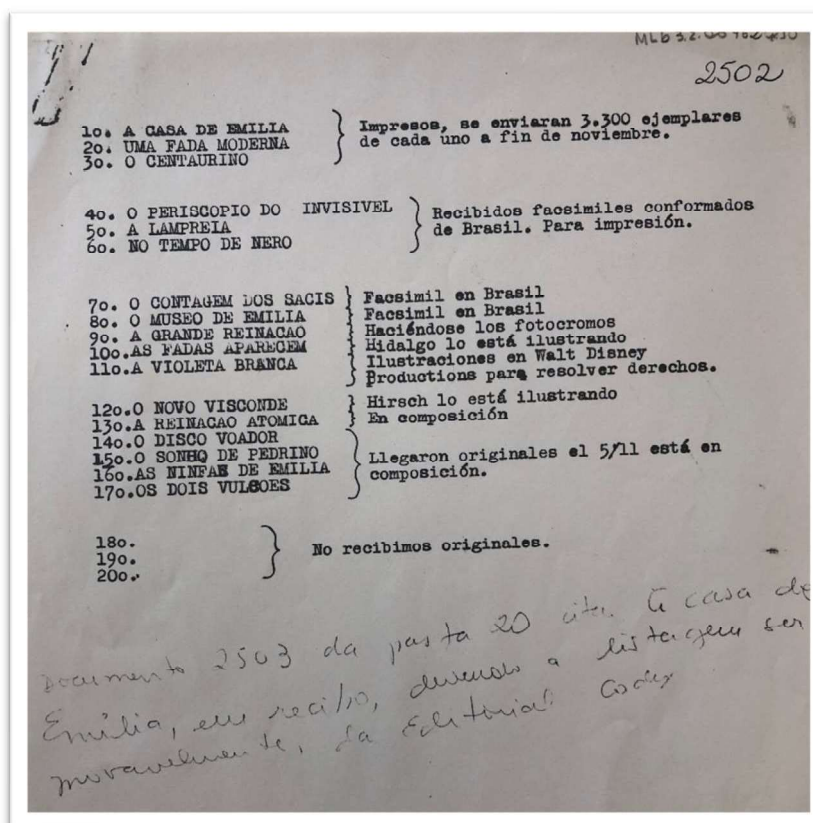 MLb 3.2.
2502
1o. A CASA DE EMILIA
2o. UMA FADA MODERNA
3o. O CENTAURINO
Impresos, se enviaran 3.300 ejemplares
de cada uno a fin de noviembre.
4o. O PERISCOPIO DO INVISIVEL
5o. A LAMPREIA
6o. NO TEMPO DE NERO
Recibidos facsimiles conformados
de Brasil. Para impresión.
7o. O CONTAGEM DOS SACIS
8o. O MUSEO DE EMILIA
9o. A GRANDE REINACAO
10o.AS FADAS APARECEM
11o.A VIOLETA BRANCA
Facsimil en Brasil
Facsimil en Brasil
Haciéndose los fotocromos
Hidalgo lo está ilustrando
Ilustraciones en Walt Disney
Productions para resolver derechos.
12o.O NOVO VISCONDE
13o.A REINACAO ATOMICA
14o.O DISCO VOADOR
15o.O SONHO DE PEDRINO
16o.AS NINFAS DE EMILIA
17o.OS DOIS VULCOES
Hirsch lo está ilustrando
En composición
Llegaron originales el 5/11 está en
composición.
18o.
19o.
20o.
No recibimos originales.
Documento 2503 da pasta 20 cita A casa de
Emília, em recibo, devendo a listagem ser
provavelmente, da Editorial Codex